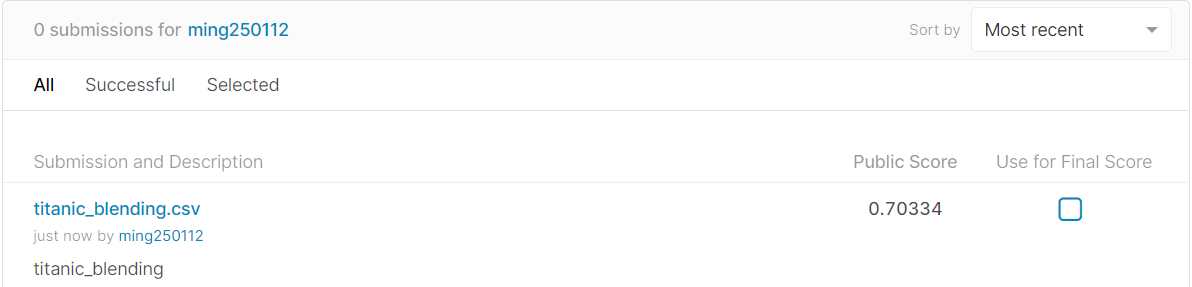 0 submissions for ming250112 Sort by Most recent
All Successful Selected
Submission and Description Public Score Use for Final Score
titanic_blending.csv 0.70334
just now by ming250112
titanic_blending